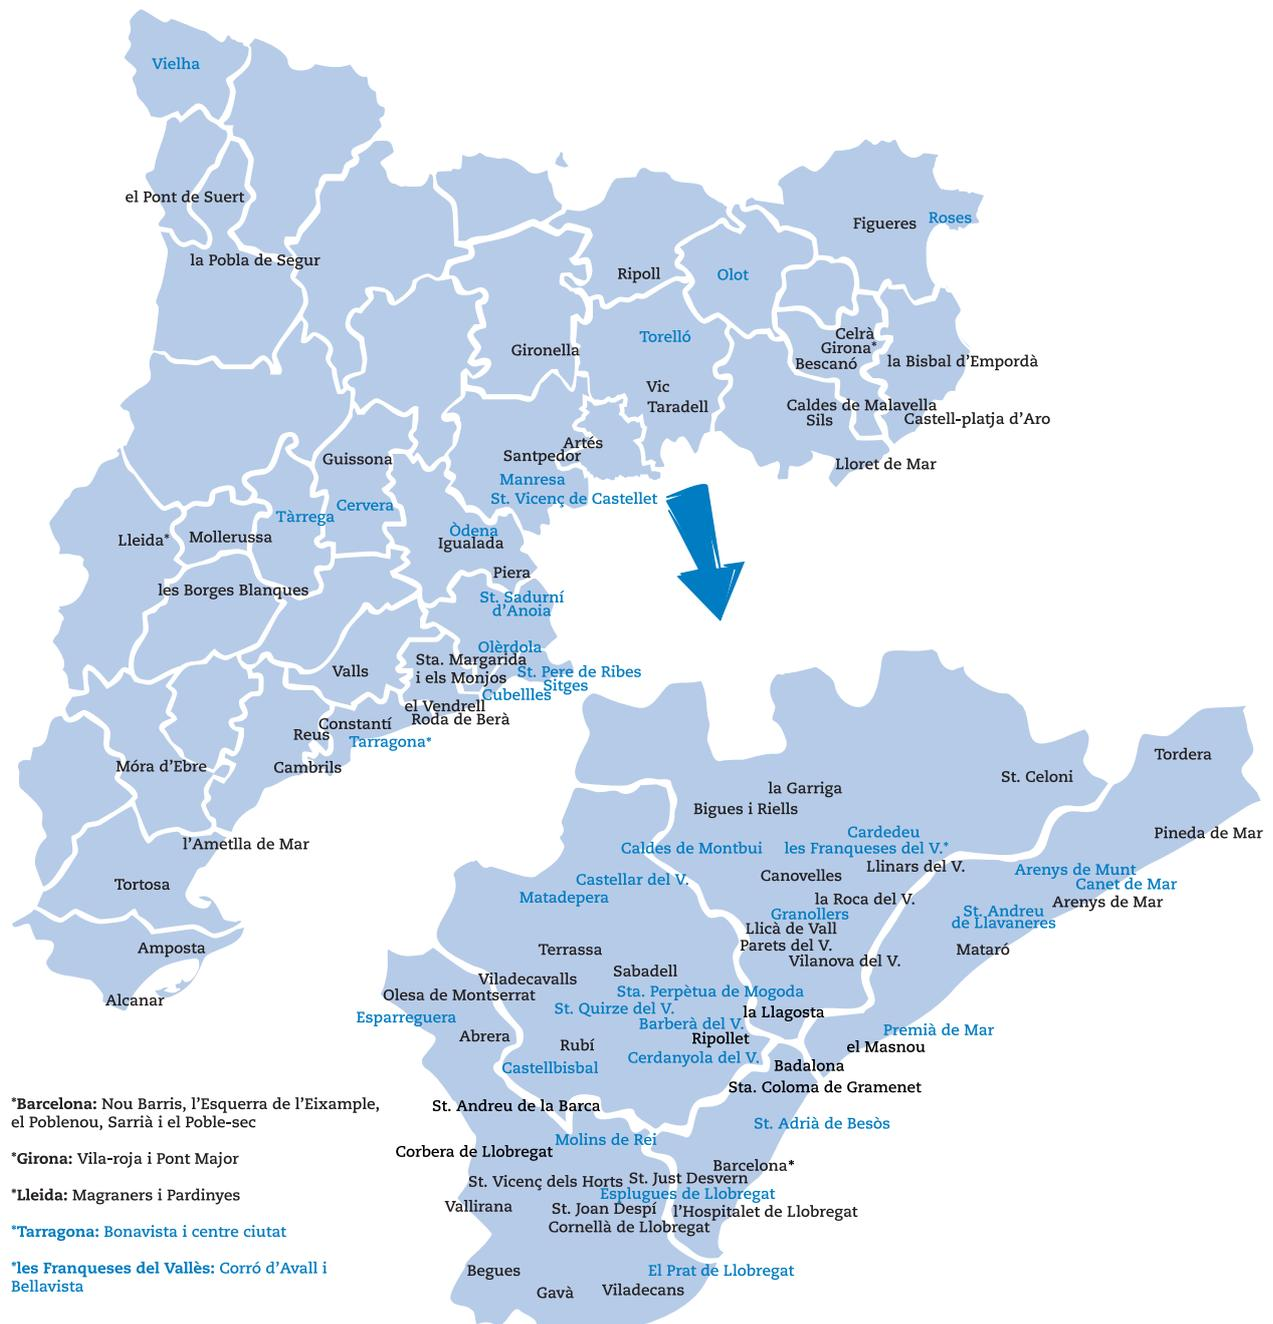 Vielha
el Pont de Suert
la Pobla de Segur
Figueres
Roses
Ripoll
Olot
Torelló
Gironella
Celrà
Girona*
Bescanó
la Bisbal d'Empordà
Vic
Taradell
Caldes de Malavella
Sils
Castell-platja d'Aro
Artés
Santpedor
Guissona
Lloret de Mar
Manresa
St. Vicenç de Castellet
Cervera
Tàrrega
Òdena
Igualada
Lleida*
Mollerussa
Piera
les Borges Blanques
St. Sadurní
d'Anoia
Olèrdola
Sta. Margarida
i els Monjos
St. Pere de Ribes
Sitges
Cubellles
Valls
el Vendrell
Roda de Berà
Constantí
Reus
Tarragona*
Cambrils
Móra d'Ebre
l'Ametlla de Mar
Tortosa
Amposta
Alcanar
Tordera
St. Celoni
la Garriga
Bigues i Riells
Pineda de Mar
Cardedeu
les Franqueses del V.*
Caldes de Montbui
Llinars del V.
Arenys de Munt
Canovelles
Castellar del V.
Canet de Mar
Matadepera
la Roca del V.
Arenys de Mar
Granollers
St. Andreu
de Llavaneres
Llicà de Vall
Parets del V.
Terrassa
Mataró
Vilanova del V.
Sabadell
Viladecavalls
Sta. Perpètua de Mogoda
Olesa de Montserrat
St. Quirze del V.
la Llagosta
Esparreguera
Barberà del V.
Premià de Mar
Abrera
Ripollet
Rubí
el Masnou
Cerdanyola del V.
Castellbisbal
Badalona
Sta. Coloma de Gramenet
St. Andreu de la Barca
St. Adrià de Besòs
Molins de Rei
Corbera de Llobregat
Barcelona*
St. Vicenç dels Horts
St. Just Desvern
Esplugues de Llobregat
Vallirana
St. Joan Despí
l'Hospitalet de Llobregat
Cornellà de Llobregat
Begues
El Prat de Llobregat
Gavà
Viladecans
*Barcelona: Nou Barris, l'Esquerra de l'Eixample,
el Poblenou, Sarrià i el Poble-sec
*Girona: Vila-roja i Pont Major
*Lleida: Magraners i Pardinyes
*Tarragona: Bonavista i centre ciutat
*les Franqueses del Vallès: Corró d'Avall i
Bellavista